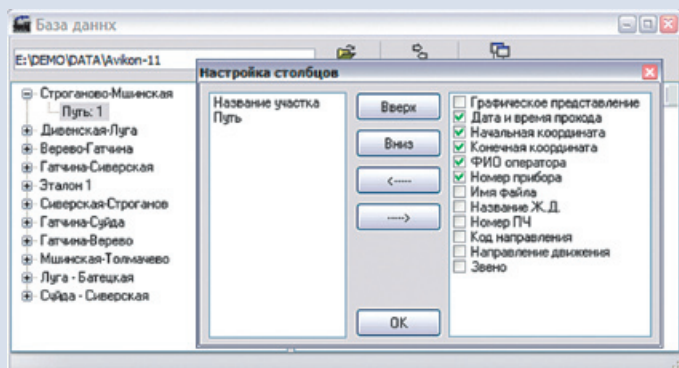 База даннх
E:\DEMO\DATA\Avikon-11
Строганово-Мшинская
Путь: 1
Дивенская-Луга
Верево-Гатчина
Гатчина-Сиверская
Эталон 1
Сиверская-Строганов
Гатчина-Суйда
Гатчина-Верево
Мшинская-Толмачево
Луга - Батецкая
Суйда - Сиверская
Настройка столбцов
Название участка
Путь
Вверх
Вниз
<-----
----->
OK
Графическое представление
Дата и время прохода
Начальная координата
Конечная координата
ФИО оператора
Номер прибора
Имя файла
Название Ж.Д.
Номер ПЧ
Код направления
Направление движения
Звено